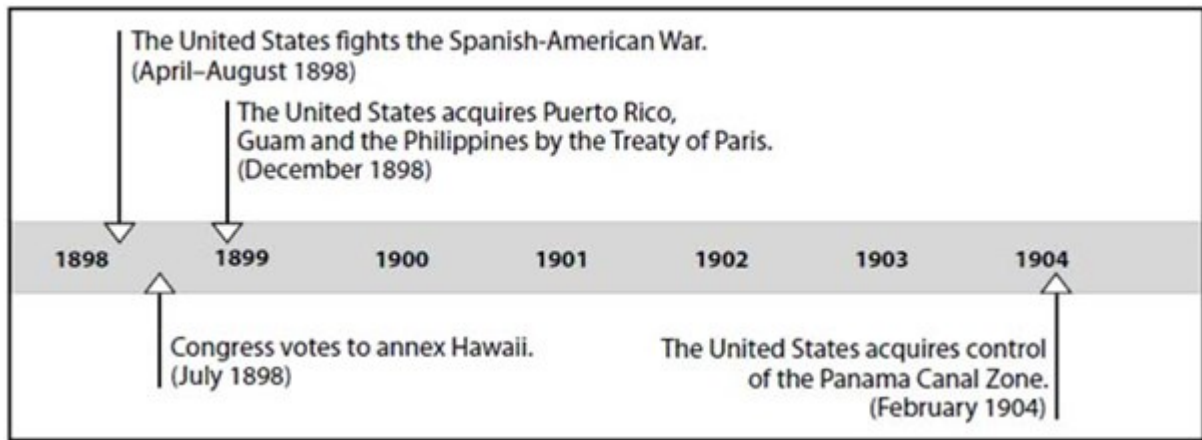 The United States fights the Spanish-American War.
(April–August 1898)
The United States acquires Puerto Rico,
Guam and the Philippines by the Treaty of Paris.
(December 1898)
1898 1899 1900 1901 1902 1903 1904
Congress votes to annex Hawaii.
(July 1898)
The United States acquires control
of the Panama Canal Zone.
(February 1904)